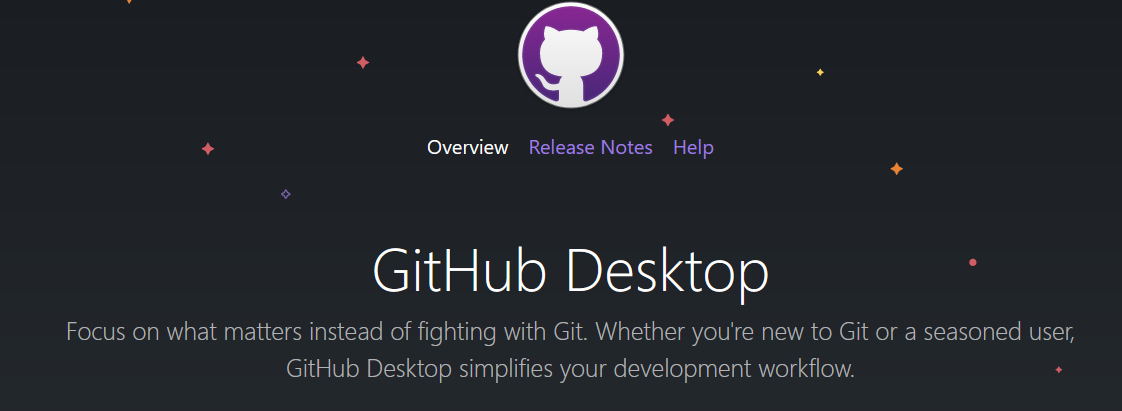 Overview Release Notes Help
GitHub Desktop
Focus on what matters instead of fighting with Git. Whether you're new to Git or a seasoned user,
GitHub Desktop simplifies your development workflow.